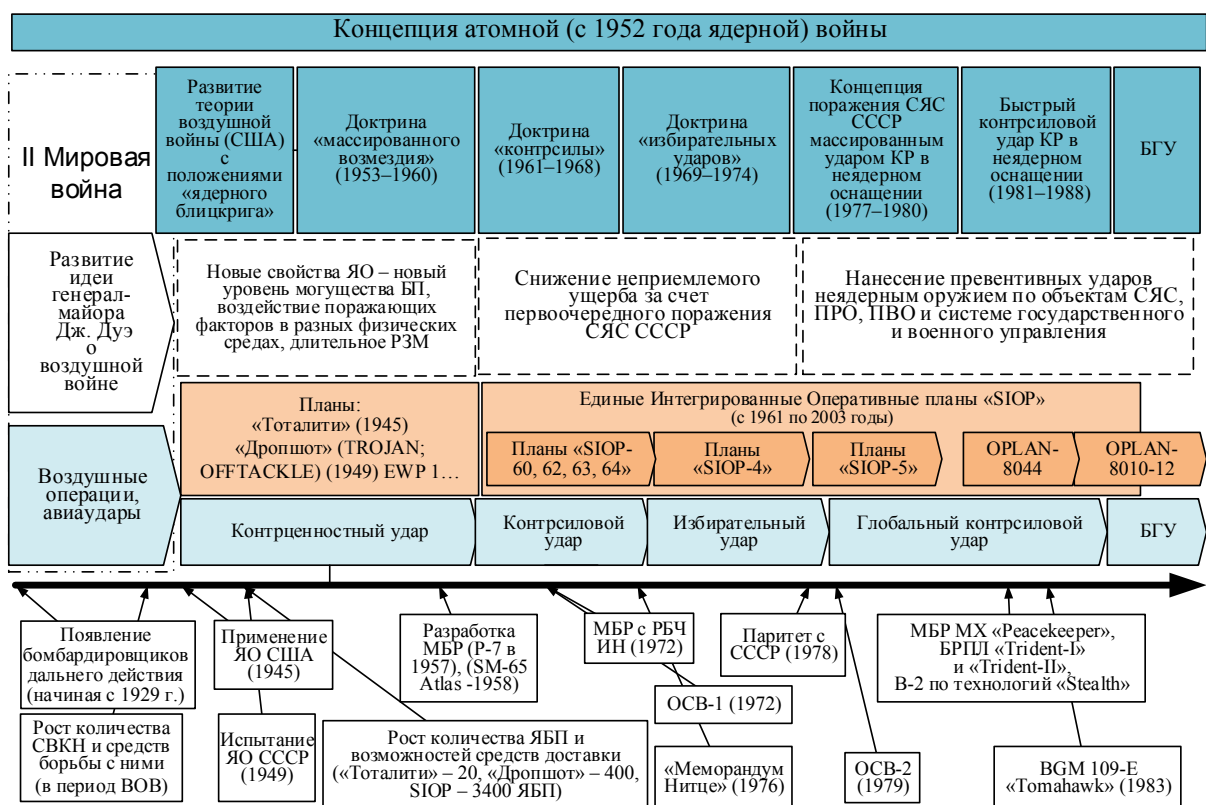 Концепция атомной (с 1952 года ядерной) войны
II Мировая
война
Развитие
теории
воздушной
войны (США)
с
положениями
«ядерного
блицкрига»
Доктрина
«массированного
возмездия»
(1953–1960)
Доктрина
«контрсилы»
(1961–1968)
Доктрина
«избирательных
ударов»
(1969–1974)
Концепция
поражения СЯС
СССР
массированным
ударом КР в
неядерном
оснащении
(1977–1980)
Быстрый
контрсиловой
удар КР в
неядерном
оснащении
(1981–1988)
БГУ
Развитие
идеи
генерал-
майора
Дж. Дуэ
о
воздушной
войне
Новые свойства ЯО – новый
уровень могущества БП,
воздействие поражающих
факторов в разных физических
средах, длительное РЗМ
Снижение неприемлемого
ущерба за счет
первоочередного поражения
СЯС СССР
Нанесение превентивных ударов
неядерным оружием по объектам СЯС,
ПРО, ПВО и системе государственного
и военного управления
Воздушные
операции,
авиаудары
Планы:
«Тоталити» (1945)
«Дропшот» (TROJAN;
OFFTACKLE) (1949) EWP 1…
Единые Интегрированные Оперативные планы «SIOP»
(с 1961 по 2003 годы)
Планы «SIOP-
60, 62, 63, 64»
Планы
«SIOP-4»
Планы
«SIOP-5»
OPLAN-
8044
OPLAN-
8010-12
Контрценностный удар
Контрсиловой
удар
Избирательный
удар
Глобальный контрсиловой
удар
БГУ
Появление
бомбардировщиков
дальнего действия
(начиная с 1929 г.)
Применение
ЯО США
(1945)
Разработка
МБР (Р-7 в
1957), (SM-65
Atlas -1958)
МБР с РБЧ
ИН (1972)
Паритет с
СССР (1978)
МБР MX «Peacekeeper»,
БРПЛ «Trident-I»
и «Trident-II»,
В-2 по технологий «Stealth»
ОСВ-1 (1972)
Рост количества
СВКН и средств
борьбы с ними
(в период ВОВ)
Испытание
ЯО СССР
(1949)
Рост количества ЯБП и
возможностей средств доставки
(«Тоталити» – 20, «Дропшот» – 400,
SIOP – 3400 ЯБП)
«Меморандум
Нитце»
(1976)
ОСВ-2
(1979)
BGM 109-E
«Tomahawk» (1983)